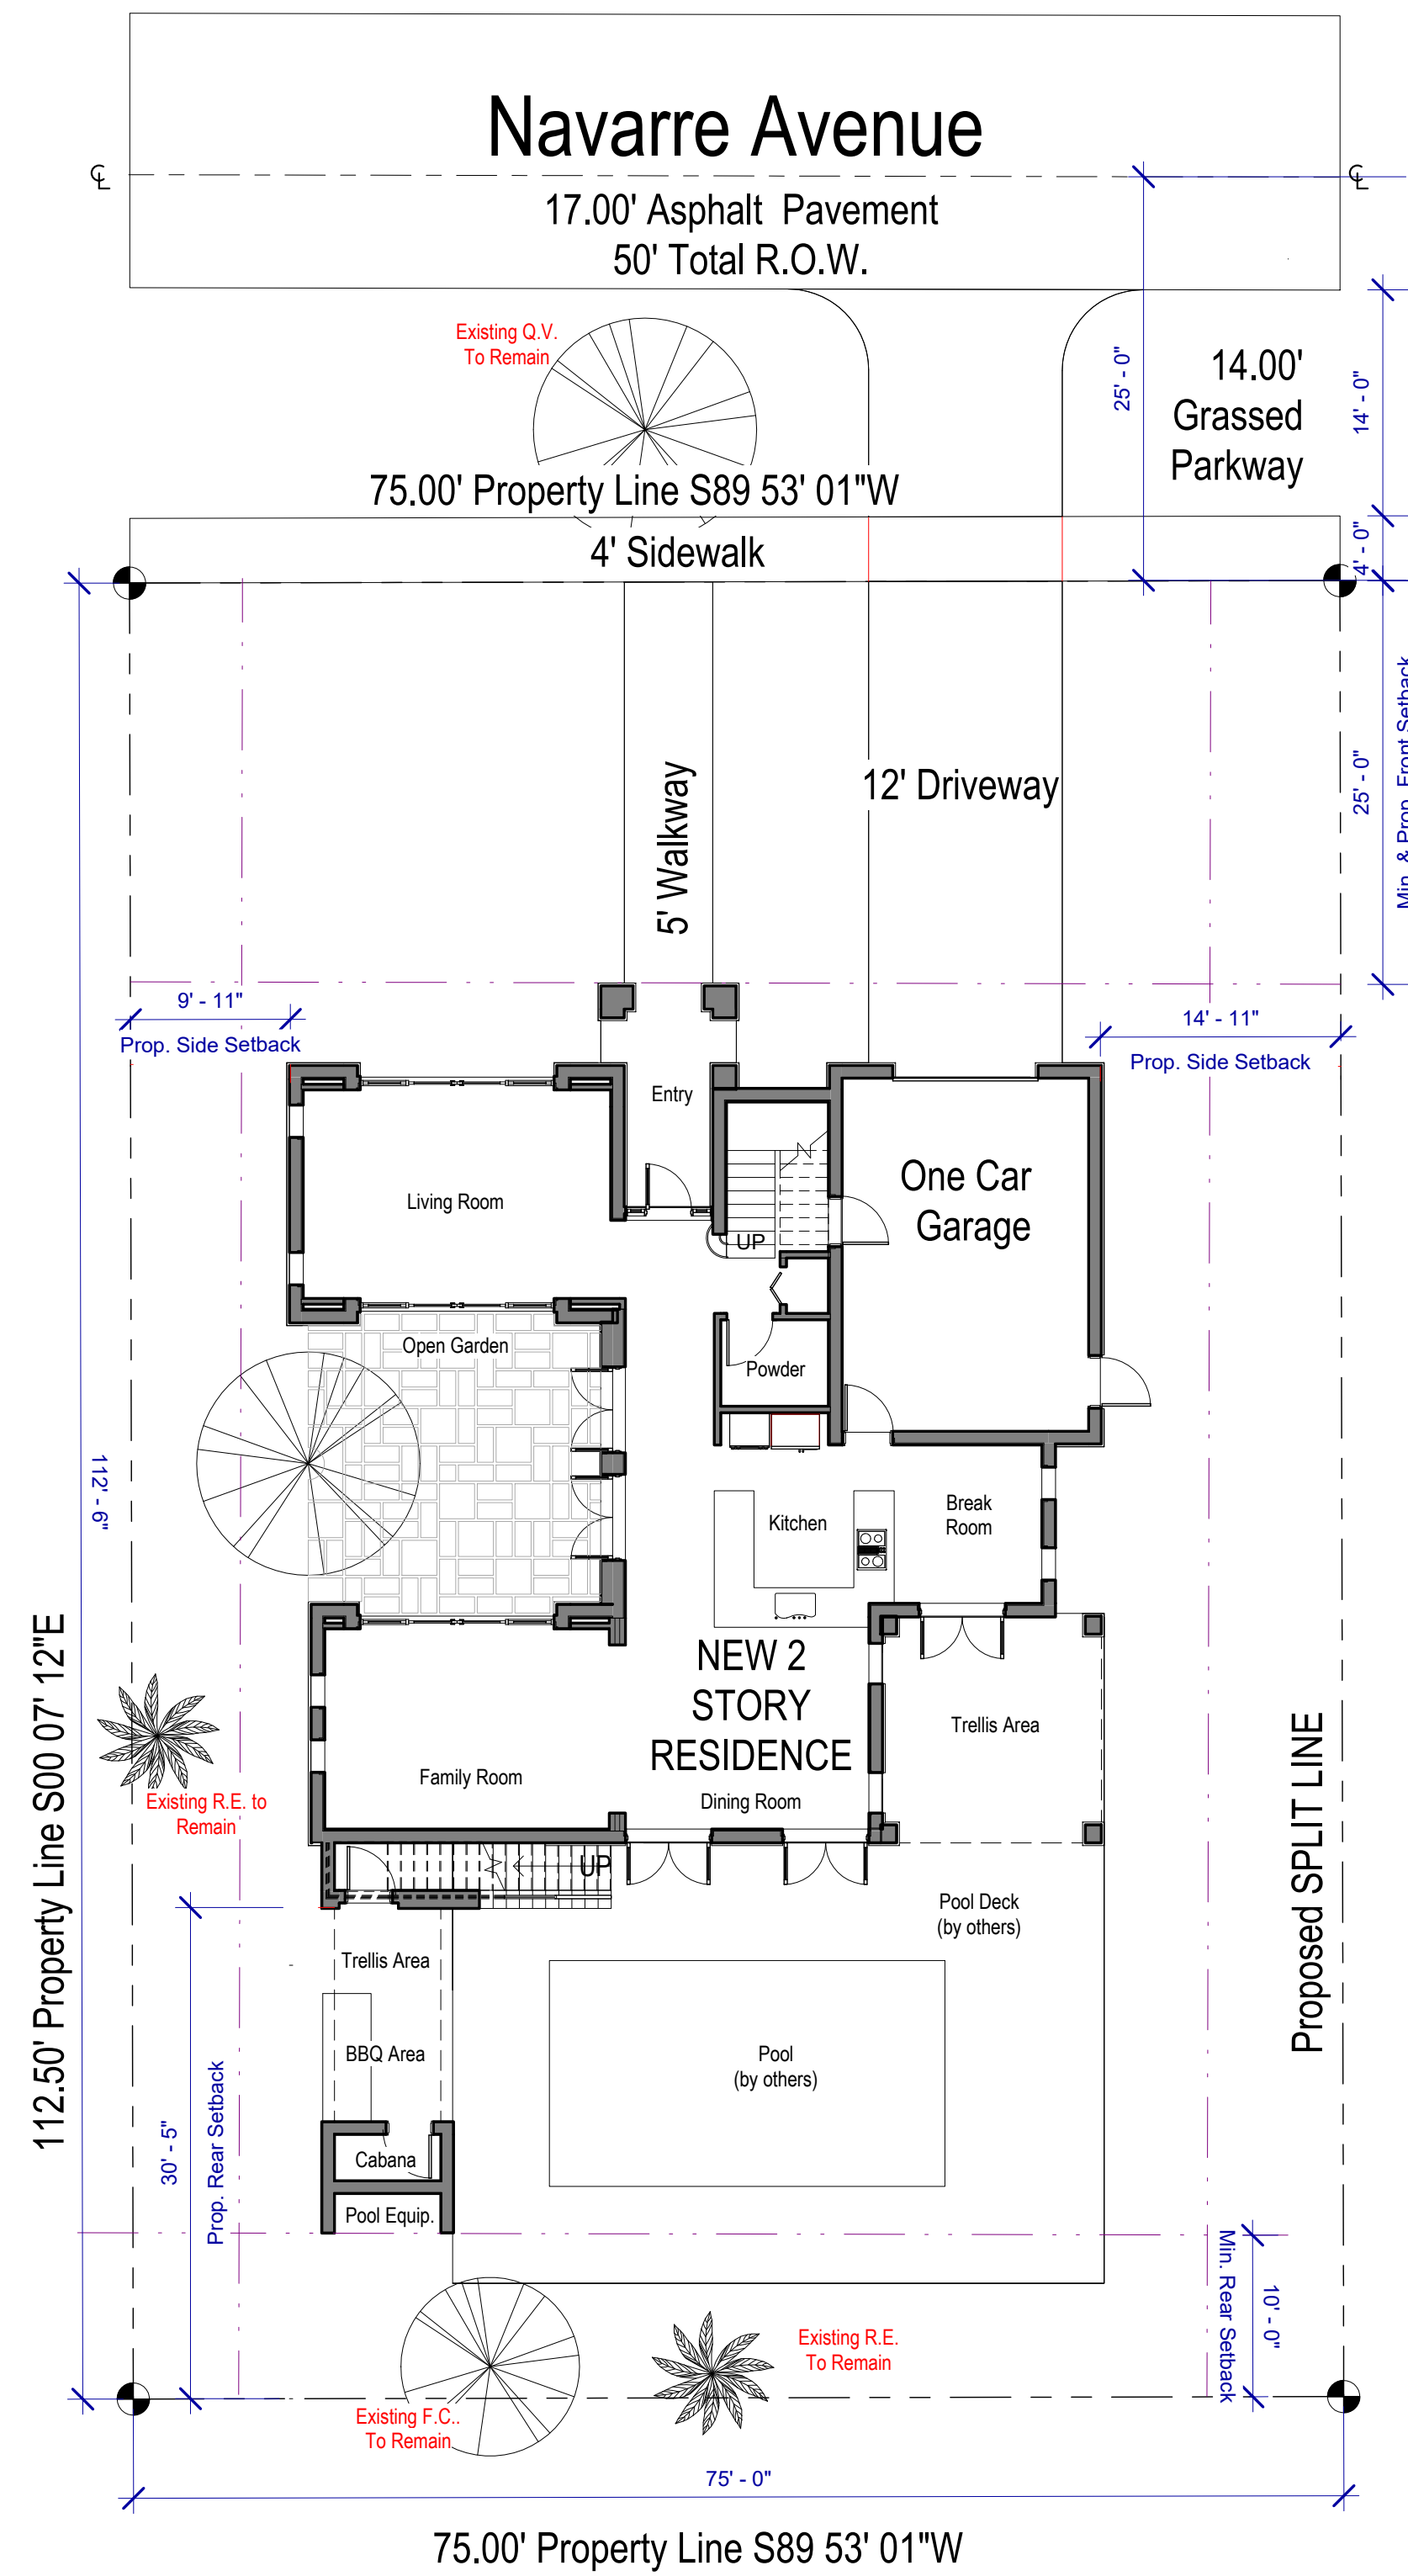 Navarre Avenue
17.00' Asphalt Pavement
50' Total R.O.W.
Existing Q.V.
To Remain
25' - 0"
14.00'
Grassed
Parkway
14' - 0"
75.00' Property Line S89 53' 01"W
4' Sidewalk
4' - 0"
5' Walkway
12' Driveway
25' - 0"
Min. & Prop. Front Setback
9' - 11"
Prop. Side Setback
14' - 11"
Prop. Side Setback
Entry
Living Room
One Car
Garage
UP
Open Garden
Powder
112' - 6"
Kitchen
Break
Room
NEW 2
STORY
RESIDENCE
Trellis Area
Family Room
Dining Room
Existing R.E. to
Remain
112.50' Property Line S00 07' 12"E
Proposed SPLIT LINE
UP
Pool Deck
(by others)
Trellis Area
BBQ Area
Pool
(by others)
30' - 5"
Prop. Rear Setback
Cabana
Pool Equip.
Min. Rear Setback
10' - 0"
Existing R.E.
To Remain
Existing F.C..
To Remain
75' - 0"
75.00' Property Line S89 53' 01"W